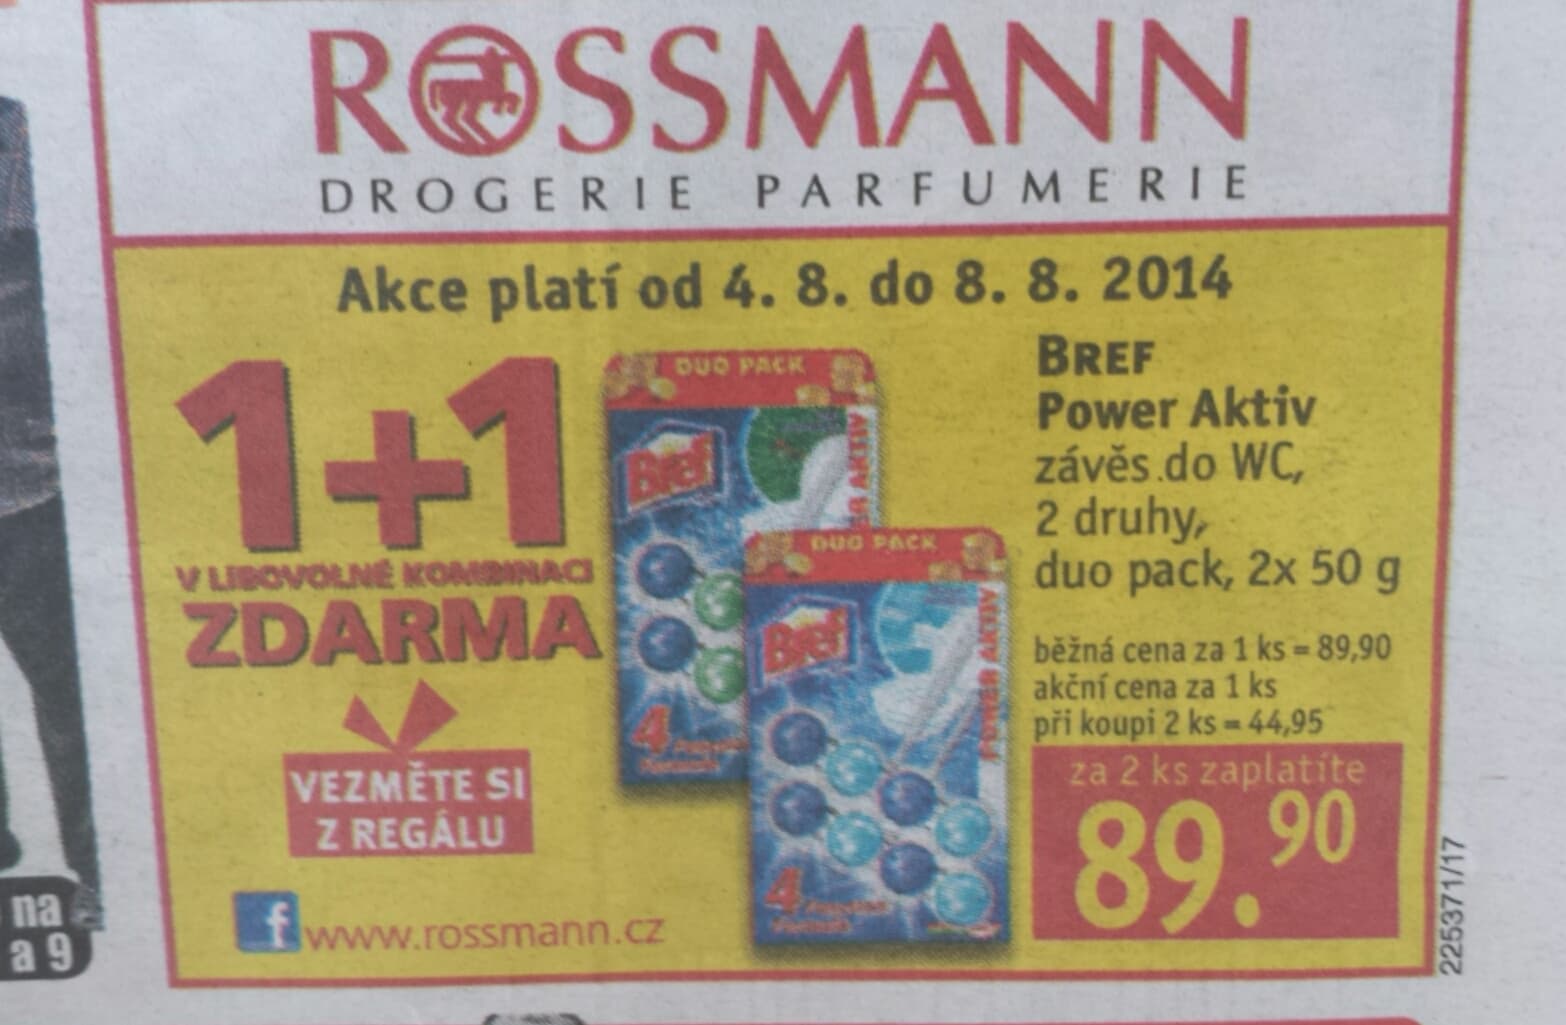 ROSSMANN
DROGERIE PARFUMERIE
Akce platí od 4. 8. do 8. 8. 2014
1+1
V LIBOVOLNÉ KOMBINACI
ZDARMA
VEZMĚTE SI
Z REGÁLU
www.rossmann.cz
DUO PACK
Bref
POWER AKTIV
4
DUO PACK
Bref
POWER AKTIV
4
BREF
Power Aktiv
závěs do WC,
2 druhy,
duo pack, 2x 50 g
běžná cena za 1 ks = 89,90
akční cena za 1 ks
při koupi 2 ks = 44,95
za 2 ks zaplatíte
89.90
225371/17
na
a 9